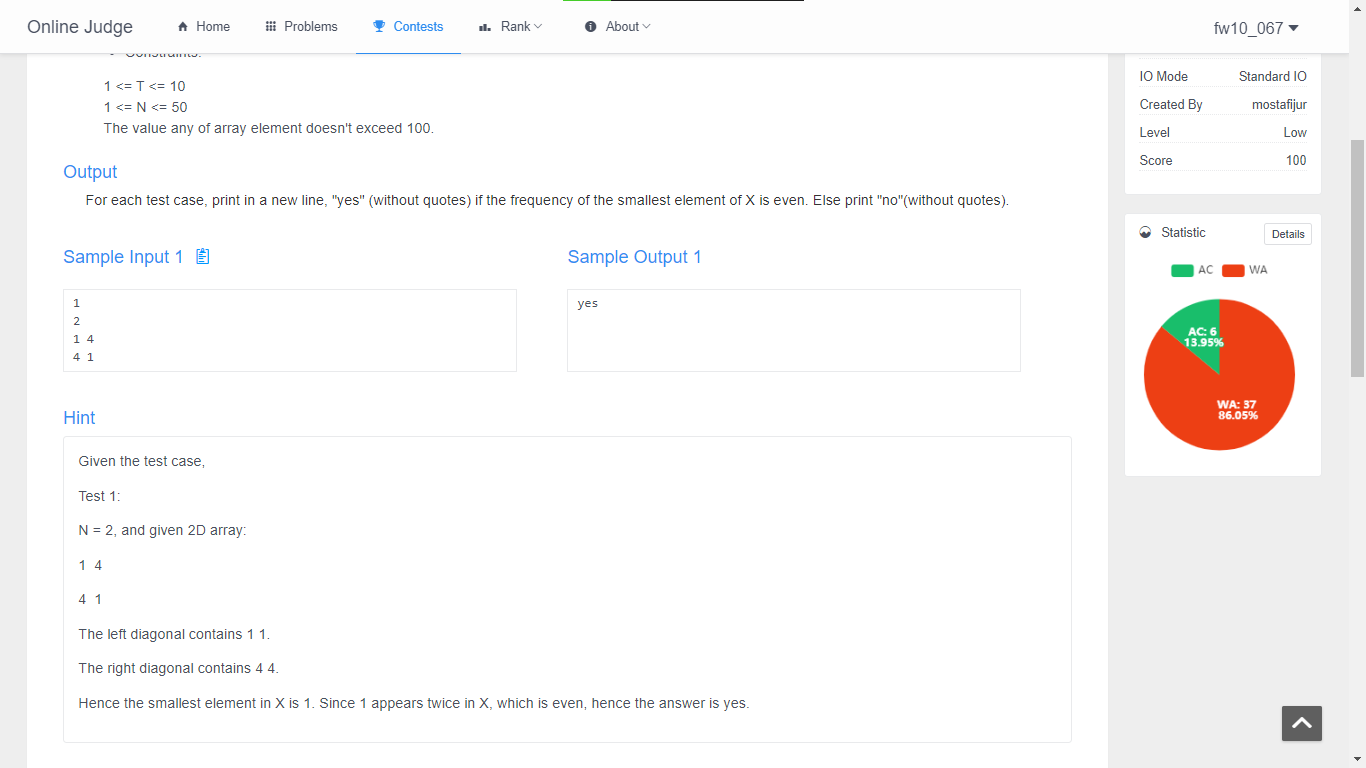 Online Judge
Home
Problems
Contests
Rank
About
fw10_067
Constraints:
1 <= T <= 10
1 <= N <= 50
The value any of array element doesn't exceed 100.
Output
For each test case, print in a new line, "yes" (without quotes) if the frequency of the smallest element of X is even. Else print "no"(without quotes).
Sample Input 1
1
2
1 4
4 1
Sample Output 1
yes
Hint
Given the test case,
Test 1:
N = 2, and given 2D array:
1 4
4 1
The left diagonal contains 1 1.
The right diagonal contains 4 4.
Hence the smallest element in X is 1. Since 1 appears twice in X, which is even, hence the answer is yes.
IO Mode Standard IO
Created By mostafijur
Level Low
Score 100
Statistic
Details
AC WA
AC: 6
13.95%
WA: 37
86.05%